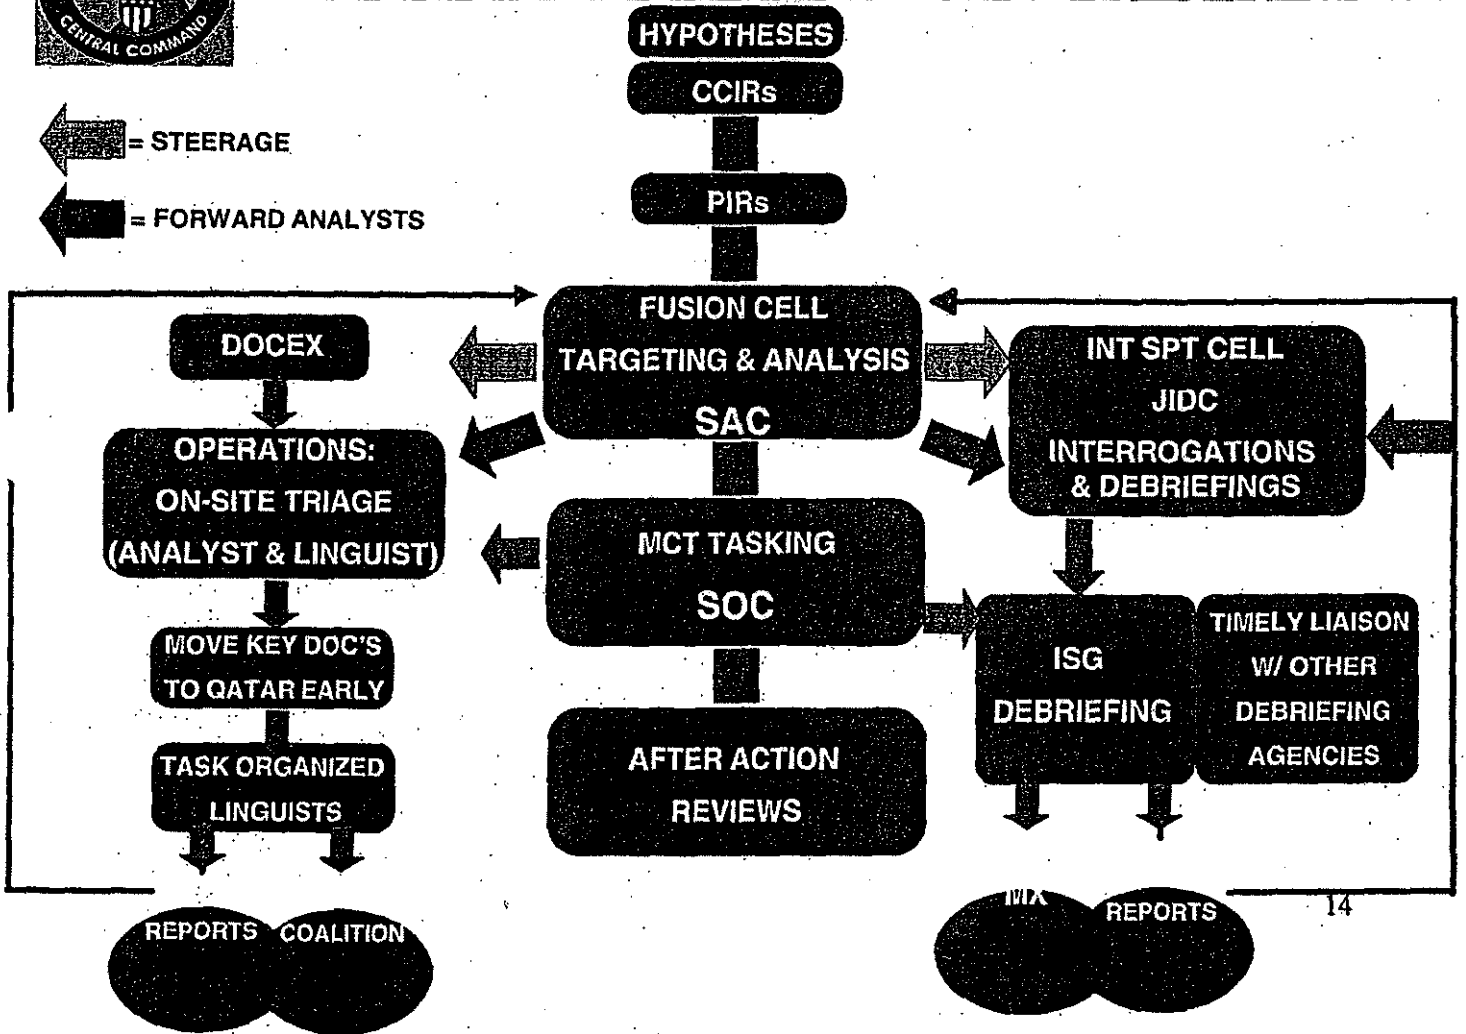 CENTRAL COMMAND
HYPOTHESES
CCIRs
= STEERAGE
PIRs
= FORWARD ANALYSTS
FUSION CELL
TARGETING & ANALYSIS
SAC
DOCEX
OPERATIONS:
ON-SITE TRIAGE
(ANALYST & LINGUIST)
INT SPT CELL
JIDC
INTERROGATIONS
& DEBRIEFINGS
MCT TASKING
SOC
MOVE KEY DOC'S
TO QATAR EARLY
ISG
DEBRIEFING
TIMELY LIAISON
W/ OTHER
DEBRIEFING
AGENCIES
TASK ORGANIZED
LINGUISTS
AFTER ACTION
REVIEWS
REPORTS
COALITION
MX
REPORTS
14